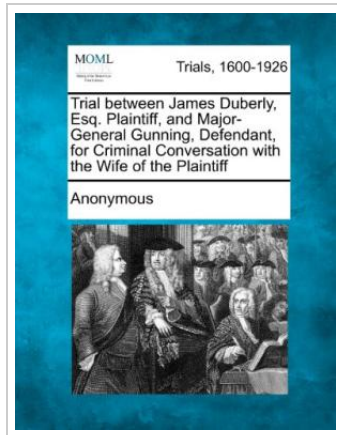 MOML
Trials, 1600-1926
Trial between James Duberly,
Esq. Plaintiff, and Major-
General Gunning, Defendant,
for Criminal Conversation with
the Wife of the Plaintiff
Anonymous